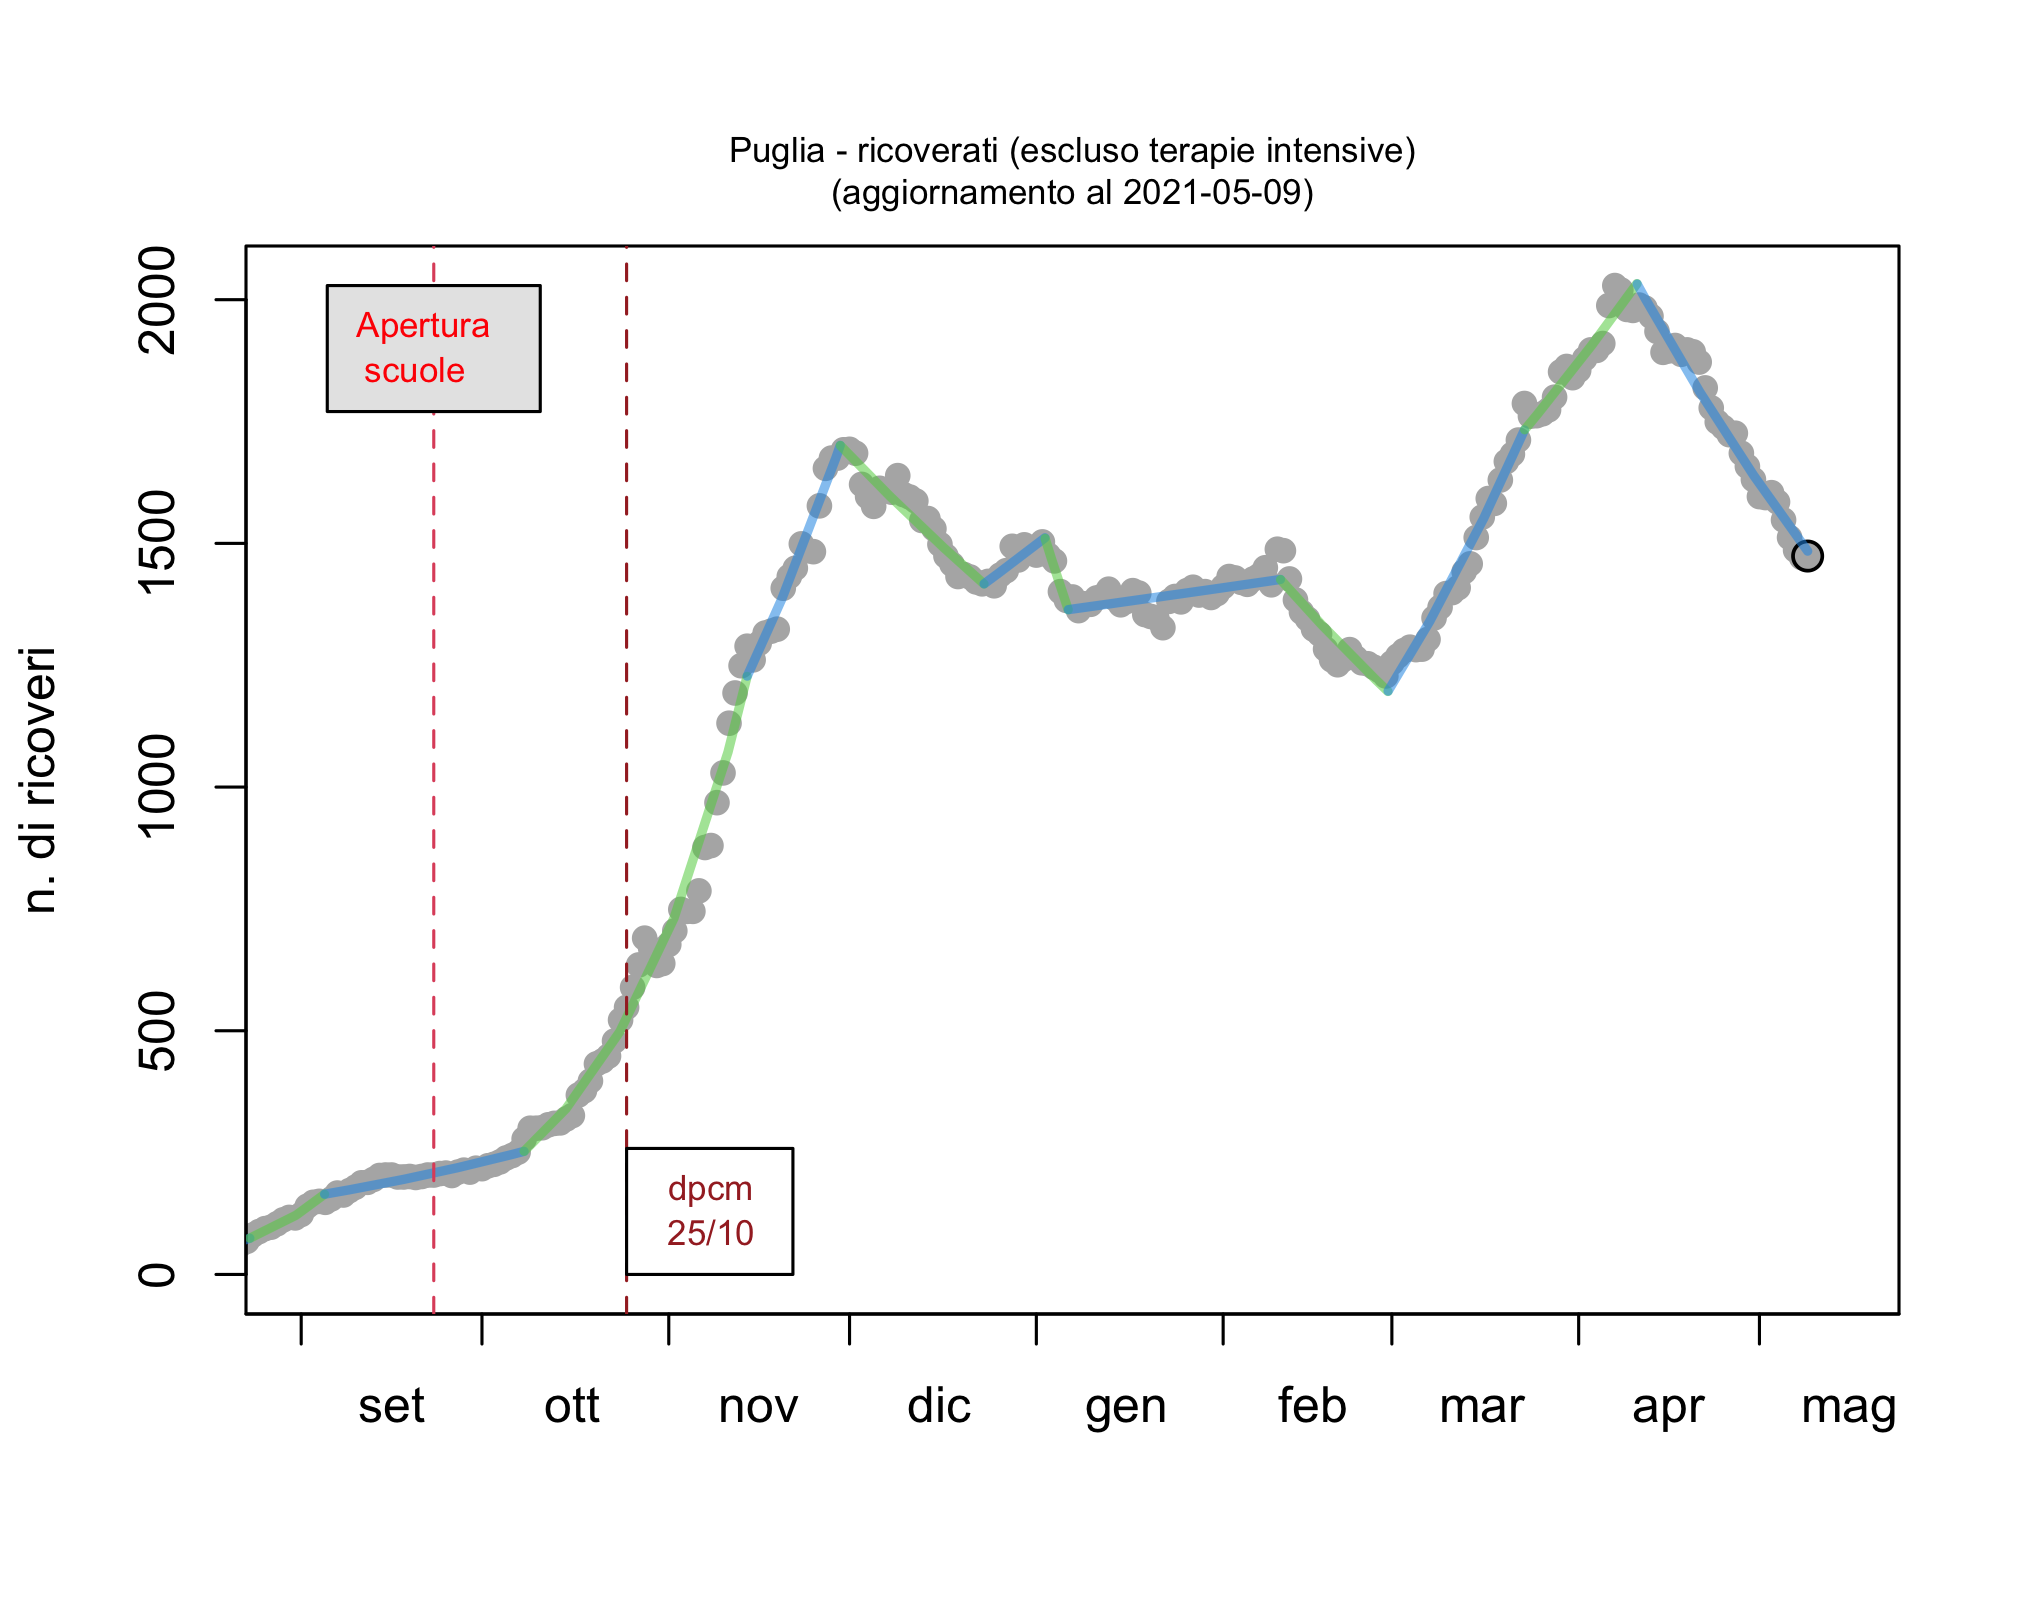 Puglia - ricoverati (escluso terapie intensive)
(aggiornamento al 2021-05-09)
n. di ricoveri
2000
1500
1000
500
0
Apertura
scuole
dpcm
25/10
set ott nov dic gen feb mar apr mag